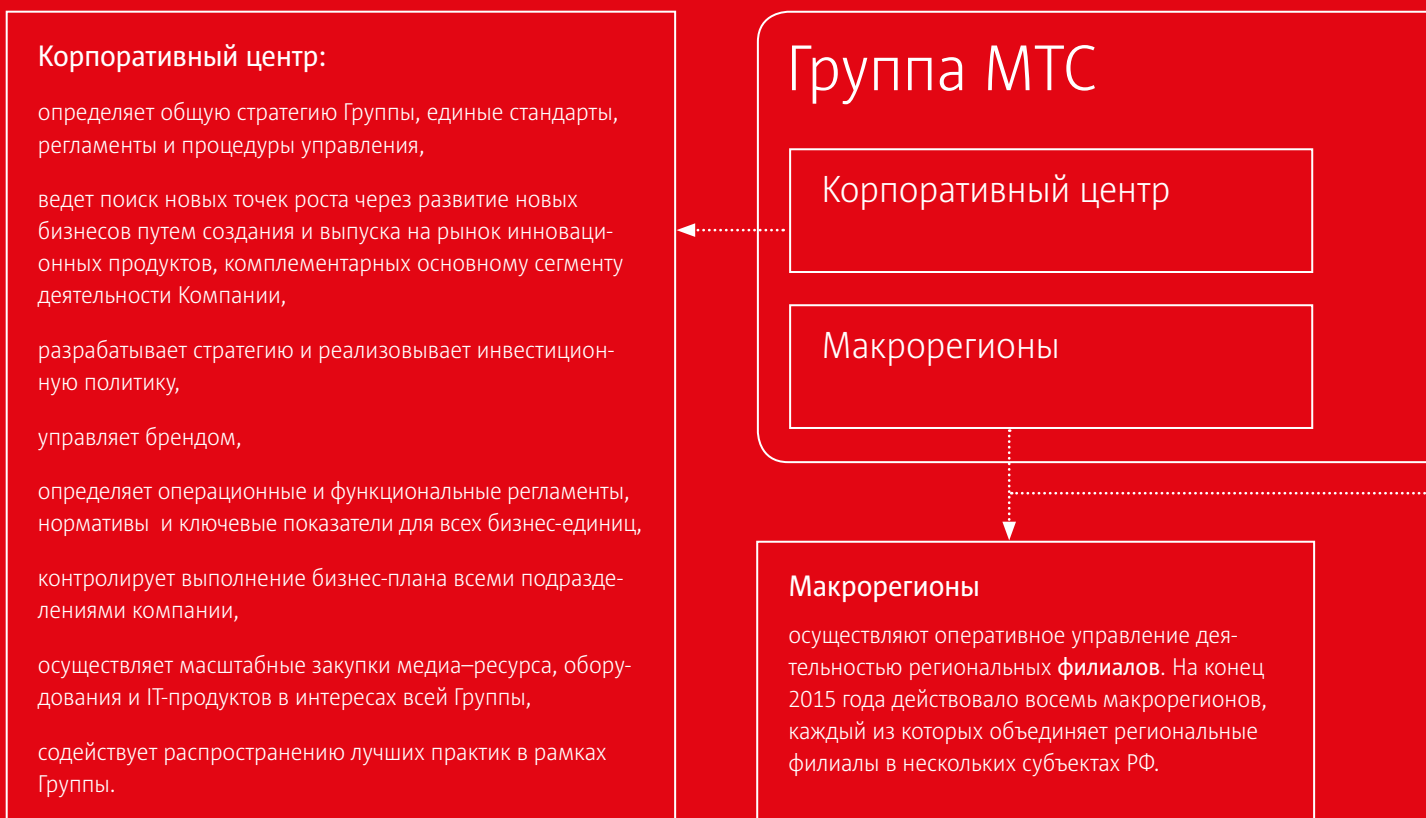 Корпоративный центр:
определяет общую стратегию Группы, единые стандарты,
регламенты и процедуры управления,
ведет поиск новых точек роста через развитие новых
бизнесов путем создания и выпуска на рынок инноваци-
онных продуктов, комплементарных основному сегменту
деятельности Компании,
разрабатывает стратегию и реализовывает инвестицион-
ную политику,
управляет брендом,
определяет операционные и функциональные регламенты,
нормативы  и ключевые показатели для всех бизнес-единиц,
контролирует выполнение бизнес-плана всеми подразде-
лениями компании,
осуществляет масштабные закупки медиа–ресурса, обору-
дования и IT-продуктов в интересах всей Группы,
содействует распространению лучших практик в рамках
Группы.
Группа МТС
Корпоративный центр
Макрорегионы
Макрорегионы
осуществляют оперативное управление дея-
тельностью региональных филиалов. На конец
2015 года действовало восемь макрорегионов,
каждый из которых объединяет региональные
филиалы в нескольких субъектах РФ.